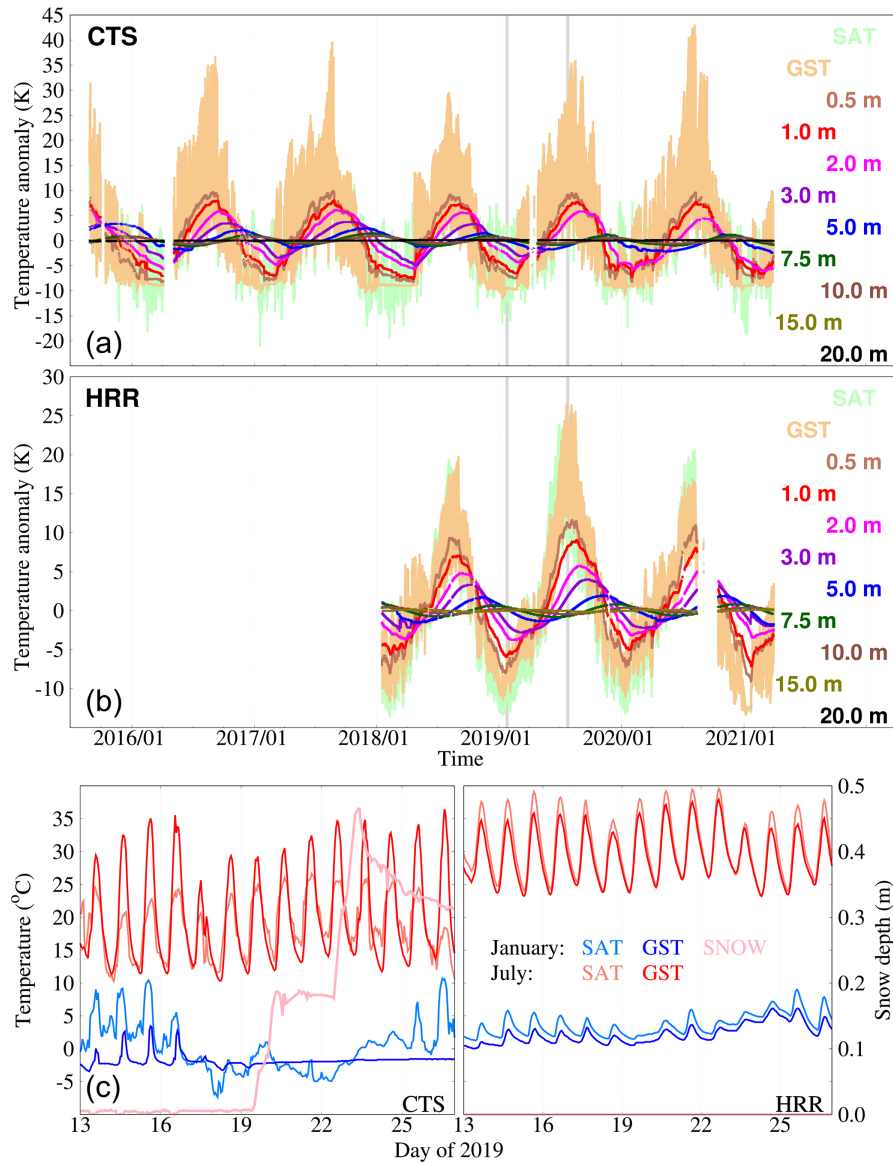 45
40
35
30
25
20
15
10
5
0
-5
-10
-15
-20
Temperature anomaly (K)
CTS
SAT
GST
0.5 m
1.0 m
2.0 m
3.0 m
5.0 m
7.5 m
10.0 m
15.0 m
20.0 m
(a)
30
25
20
15
10
5
0
-5
-10
Temperature anomaly (K)
HRR
SAT
GST
0.5 m
1.0 m
2.0 m
3.0 m
5.0 m
7.5 m
10.0 m
15.0 m
20.0 m
(b)
2016/01 2017/01 2018/01 2019/01 2020/01 2021/01
Time
35
30
25
20
15
10
5
0
-5
Temperature (°C)
(c)
CTS
13 16 19 22 25
January: SAT GST SNOW
July: SAT GST
HRR
13 16 19 22 25
0.5
0.4
0.3
0.2
0.1
0.0
Snow depth (m)
Day of 2019